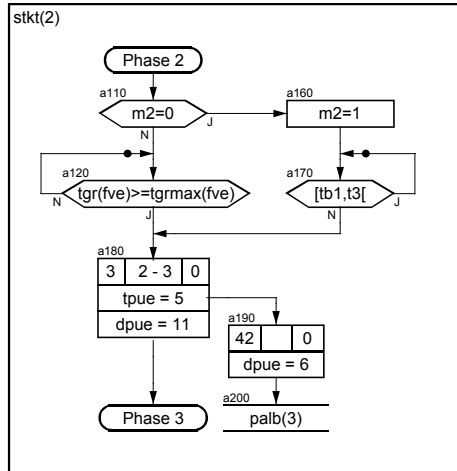 stkt(2)
Phase 2
a110
m2=0
N
J
a160
m2=1
a120
tgr(fve)>=tgrmax(fve)
N
J
a170
[tb1,t3[
N
J
a180
3 2 - 3 0
tpue = 5
dpue = 11
a190
42 0
dpue = 6
Phase 3
a200
palb(3)